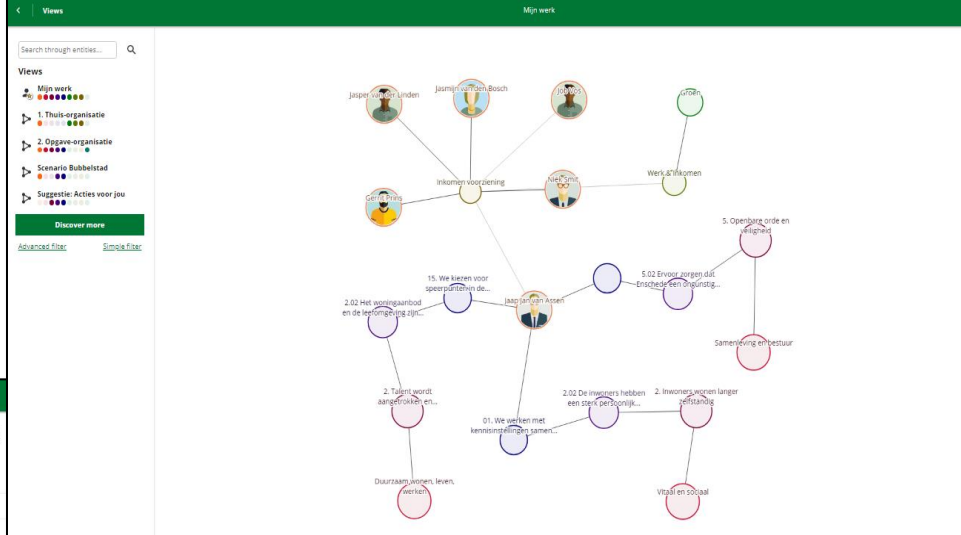 Views
Mijn werk
Search through entities...
Views
Mijn werk
1. Thuis-organisatie
2. Opgave-organisatie
Scenario Bubbelstad
Suggestie: Acties voor jou
Discover more
Advanced filter
Simple filter
Jasper van der Linden
Jasmijn van den Bosch
Job Vos
Groen
Gerrit Prins
Inkomen voorziening
Niek Smit
Werk & Inkomen
5. Openbare orde en
veiligheid
15. We kiezen voor
speerpunten in de...
2.02 Het woningaanbod
en de leefomgeving zijn...
Jaap Jan van Assen
5.02 Ervoor zorgen dat
Enschede een ongunstig...
Samenleving en bestuur
2. Talent wordt
aangetrokken en...
01. We werken met
kennisinstellingen samen...
2.02 De inwoners hebben
een sterk persoonlijk...
2. Inwoners wonen langer
zelfstandig
Duurzaam wonen, leven,
werken
Vitaal en sociaal